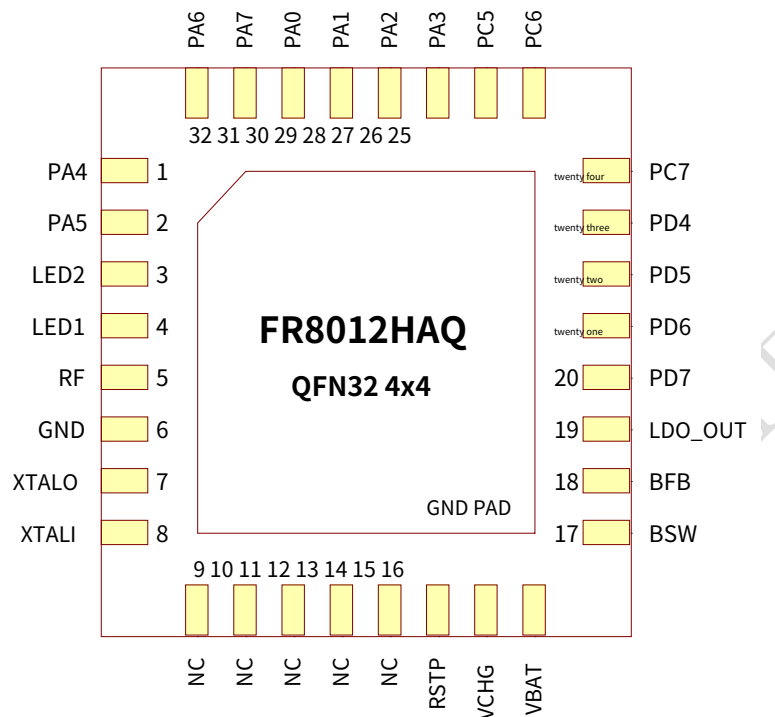 PA6 PA7 PA0 PA1 PA2 PA3 PC5 PC6
32 31 30 29 28 27 26 25
PA4 1 twenty four PC7
PA5 2 twenty three PD4
LED2 3 twenty two PD5
LED1 4 twenty one PD6
FR8012HAQ
RF 5 20 PD7
QFN32 4x4
GND 6 19 LDO_OUT
XTALO 7 18 BFB
GND PAD
XTALI 8 17 BSW
9 10 11 12 13 14 15 16
NC NC NC NC NC RSTP VCHG VBAT